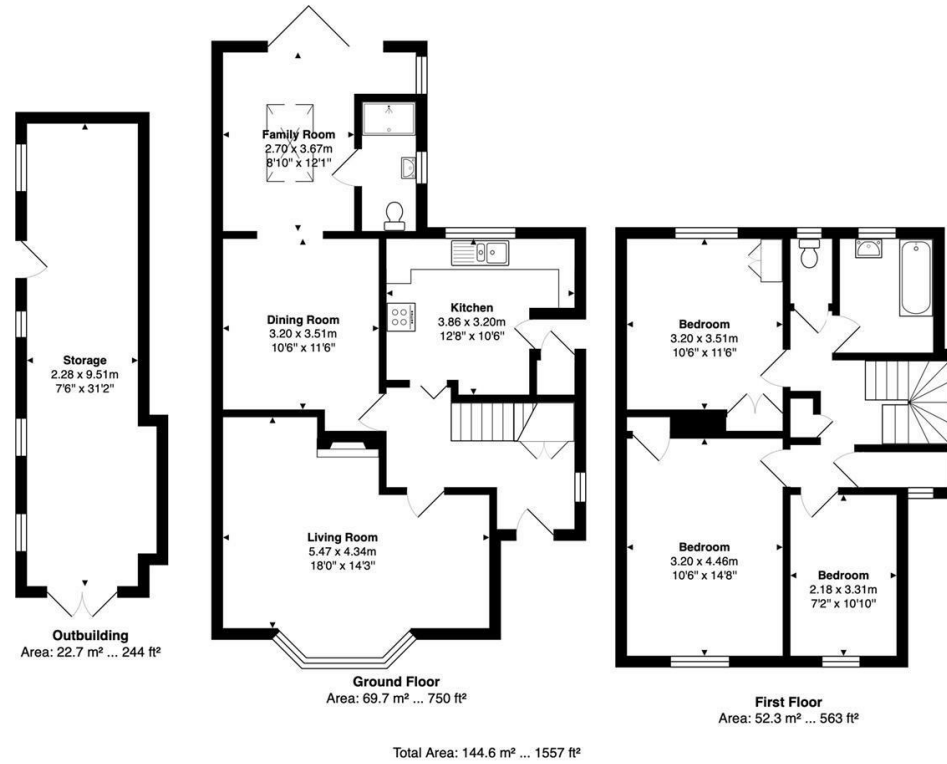 Family Room
2.70 x 3.67m
8'10" x 12'1"
Storage
2.28 x 9.51m
7'6" x 31'2"
Dining Room
3.20 x 3.51m
10'6" x 11'6"
Kitchen
3.86 x 3.20m
12'8" x 10'6"
Living Room
5.47 x 4.34m
18'0" x 14'3"
Bedroom
3.20 x 3.51m
10'6" x 11'6"
Bedroom
3.20 x 4.46m
10'6" x 14'8"
Bedroom
2.18 x 3.31m
7'2" x 10'10"
Outbuilding
Area: 22.7 m² ... 244 ft²
Ground Floor
Area: 69.7 m² ... 750 ft²
First Floor
Area: 52.3 m² ... 563 ft²
Total Area: 144.6 m² ... 1557 ft²